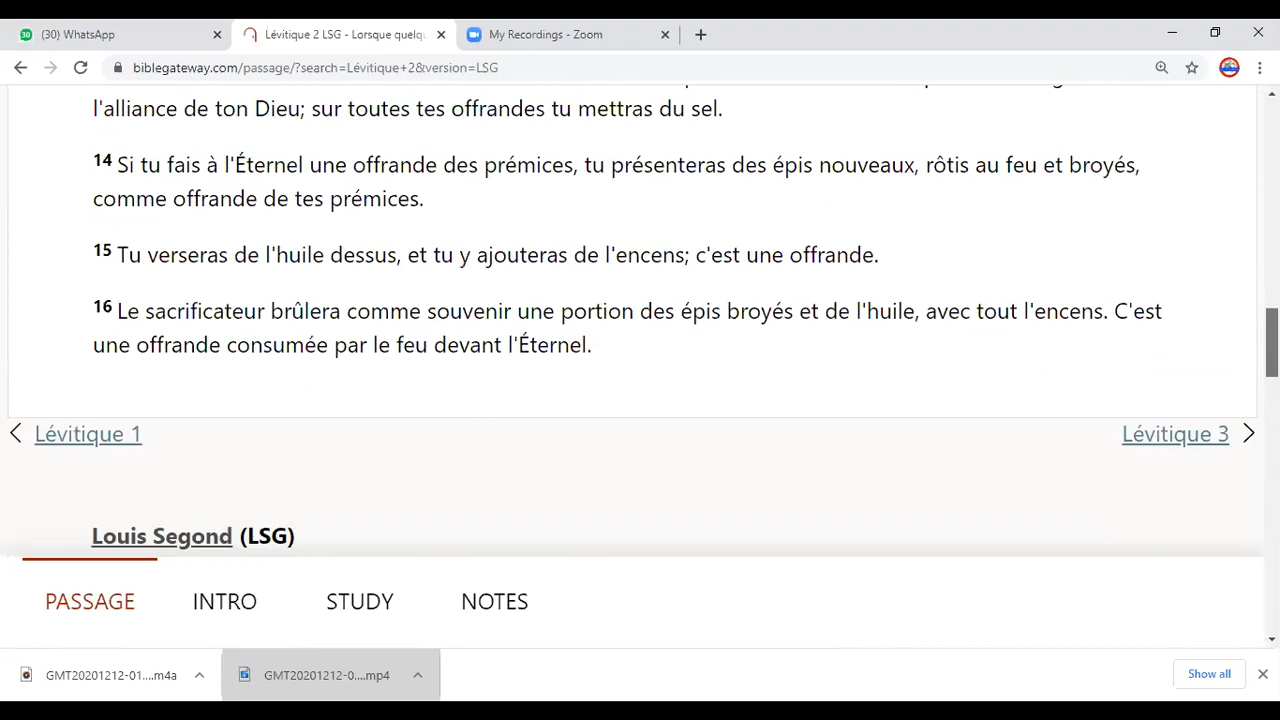 (30) WhatsApp
Lévitique 2 LSG - Lorsque quelqu
My Recordings - Zoom
biblegateway.com/passage/?search=Lévitique+2&version=LSG
l'alliance de ton Dieu; sur toutes tes offrandes tu mettras du sel.
14 Si tu fais à l'Éternel une offrande des prémices, tu présenteras des épis nouveaux, rôtis au feu et broyés,
comme offrande de tes prémices.
15 Tu verseras de l'huile dessus, et tu y ajouteras de l'encens; c'est une offrande.
16 Le sacrificateur brûlera comme souvenir une portion des épis broyés et de l'huile, avec tout l'encens. C'est
une offrande consumée par le feu devant l'Éternel.
Lévitique 1
Lévitique 3
Louis Segond (LSG)
PASSAGE INTRO STUDY NOTES
GMT20201212-01....m4a
GMT20201212-0....mp4
Show all